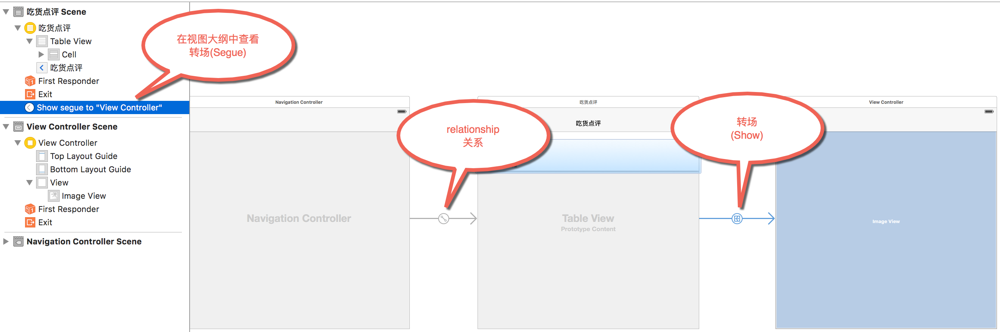 吃货点评 Scene
吃货点评
Table View
Cell
吃货点评
First Responder
Exit
Show segue to "View Controller"
View Controller Scene
View Controller
Top Layout Guide
Bottom Layout Guide
View
Image View
First Responder
Exit
Navigation Controller Scene
在视图大纲中查看
转场(Segue)
Navigation Controller
Navigation Controller
relationship
关系
吃货点评
吃货点评
Table View
Prototype Content
转场
(Show)
View Controller
Image View